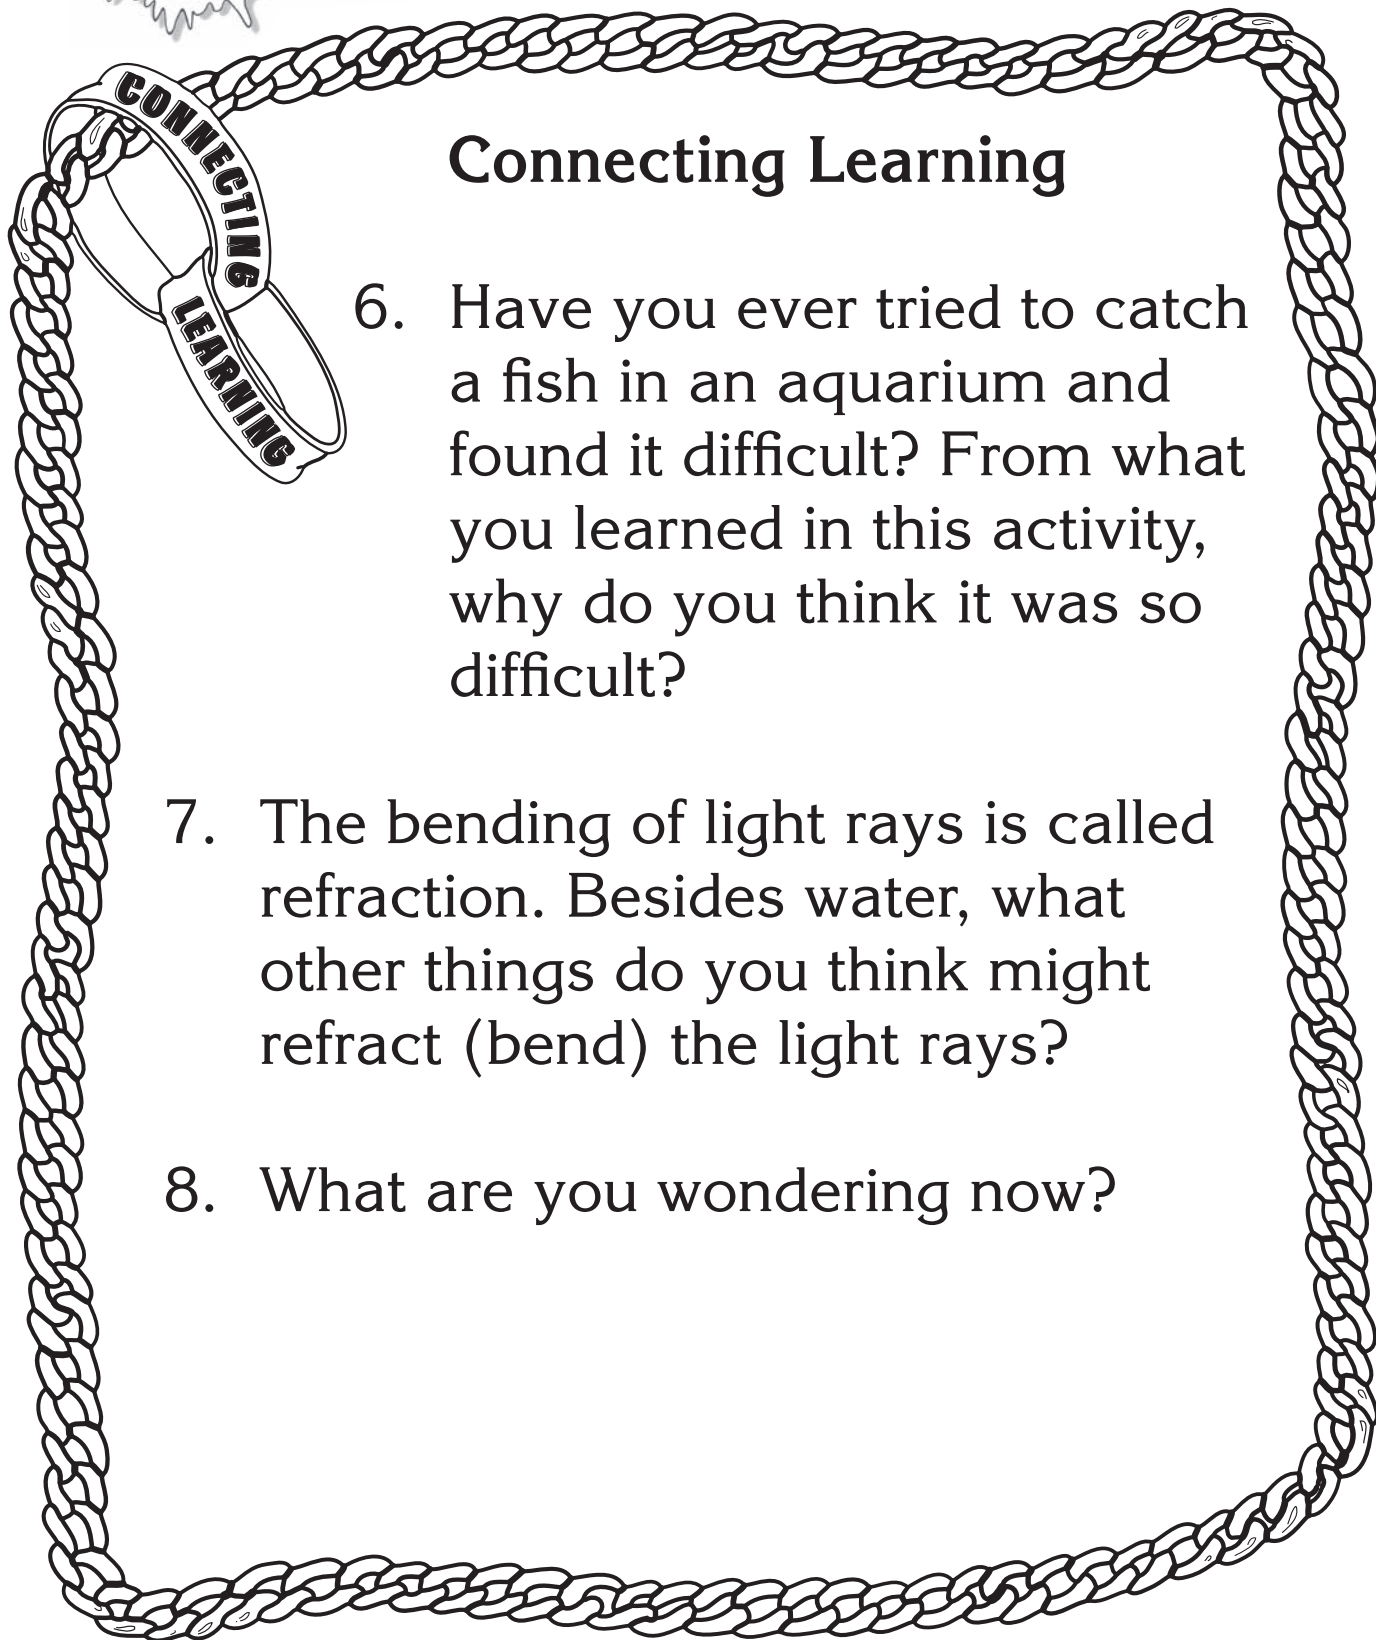 CONNECTING
LEARNING
Connecting Learning
6. Have you ever tried to catch
a fish in an aquarium and
found it difficult? From what
you learned in this activity,
why do you think it was so
difficult?
7. The bending of light rays is called
refraction. Besides water, what
other things do you think might
refract (bend) the light rays?
8. What are you wondering now?